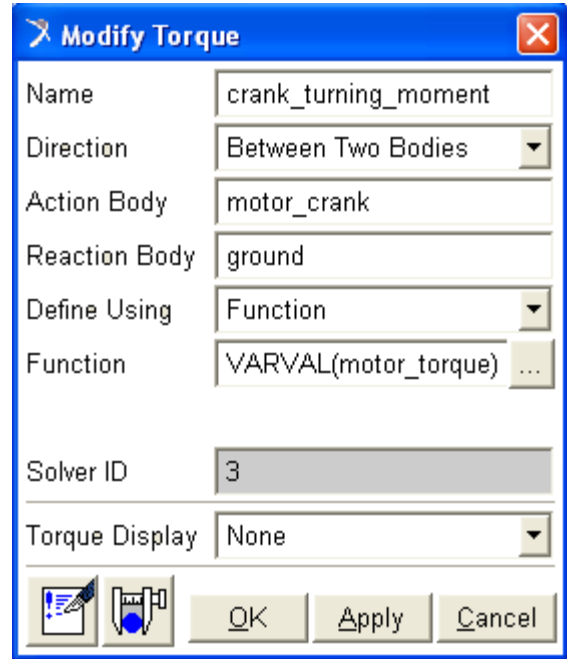 Modify Torque
Name crank_turning_moment
Direction Between Two Bodies
Action Body motor_crank
Reaction Body ground
Define Using Function
Function VARVAL(motor_torque) ...
Solver ID 3
Torque Display None
OK Apply Cancel